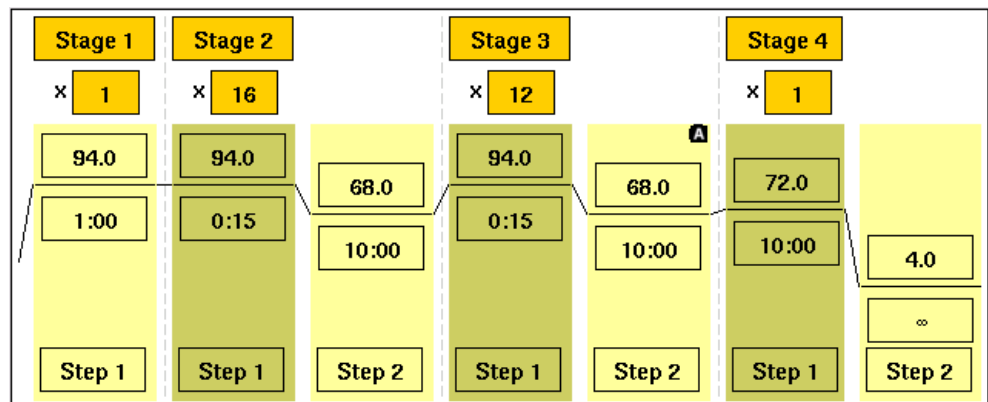 Stage 1 Stage 2 Stage 3 Stage 4
x 1 x 16 x 12 x 1
A
94.0 94.0 68.0 94.0 68.0 72.0 4.0
1:00 0:15 10:00 0:15 10:00 10:00 ∞
Step 1 Step 1 Step 2 Step 1 Step 2 Step 1 Step 2